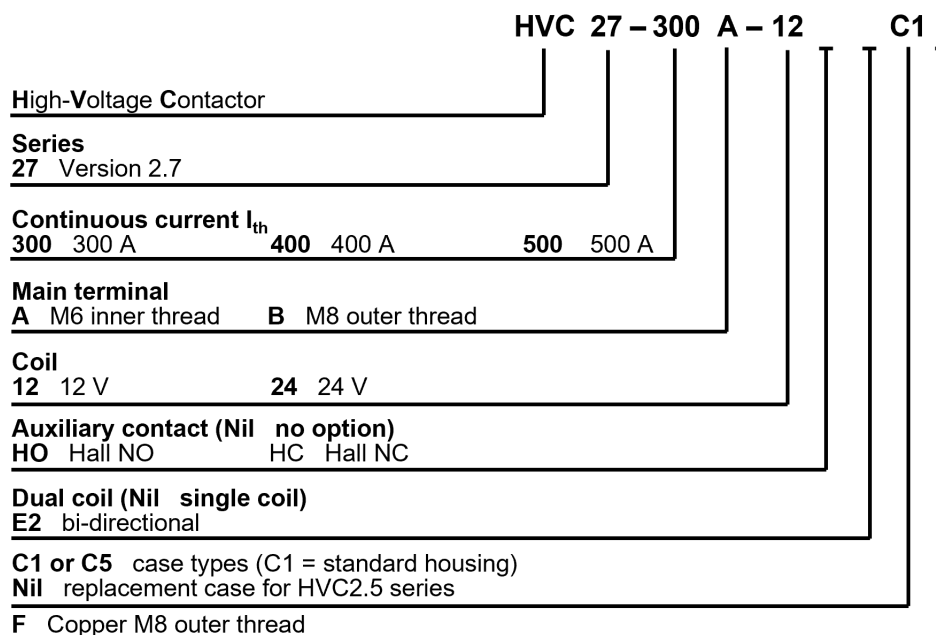 HVC 27 – 300 A – 12 C1
High-Voltage Contactor
Series
27 Version 2.7
Continuous current Ith
300 300 A 400 400 A 500 500 A
Main terminal
A M6 inner thread B M8 outer thread
Coil
12 12 V 24 24 V
Auxiliary contact (Nil no option)
HO Hall NO HC Hall NC
Dual coil (Nil single coil)
E2 bi-directional
C1 or C5 case types (C1 = standard housing)
Nil replacement case for HVC2.5 series
F Copper M8 outer thread